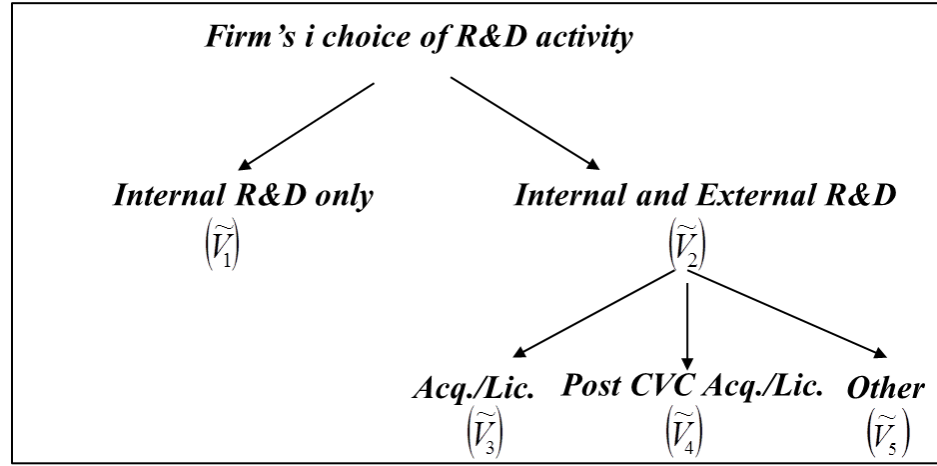 Firm's i choice of R&D activity
Internal R&D only Internal and External R&D
(Ṽ₁) (Ṽ₂)
Acq./Lic. Post CVC Acq./Lic. Other
(Ṽ₃) (Ṽ₄) (Ṽ₅)